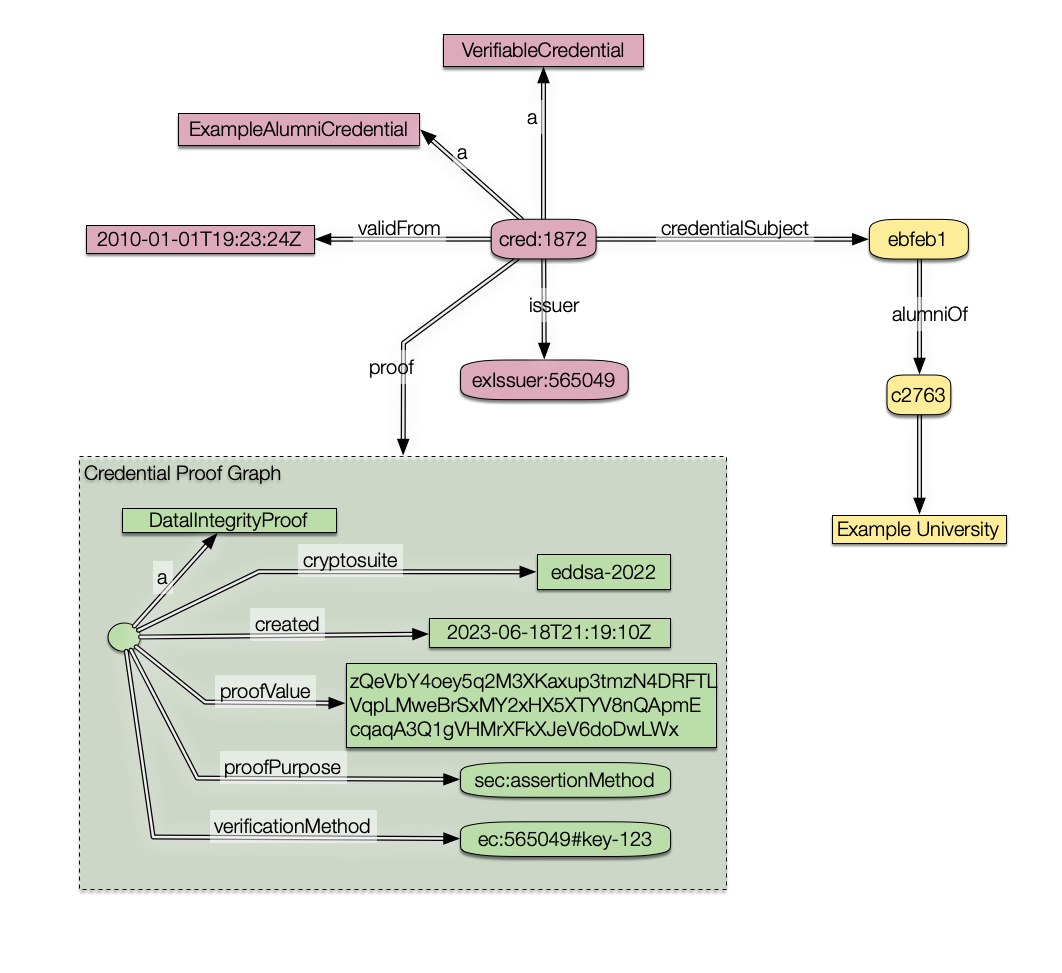 VerifiableCredential
a
ExampleAlumniCredential
a
2010-01-01T19:23:24Z
validFrom
cred:1872
credentialSubject
ebfeb1
issuer
alumniOf
proof
exIssuer:565049
c2763
Credential Proof Graph
Example University
DataIIntegrityProof
a
cryptosuite
eddsa-2022
created
2023-06-18T21:19:10Z
proofValue
zQeVbY4oey5q2M3XKaxup3tmzN4DRFTL
VqpLMweBrSxMY2xHX5XTYV8nQApmE
cqaqA3Q1gVHMrXFkXJeV6doDwLWx
proofPurpose
sec:assertionMethod
verificationMethod
ec:565049#key-123